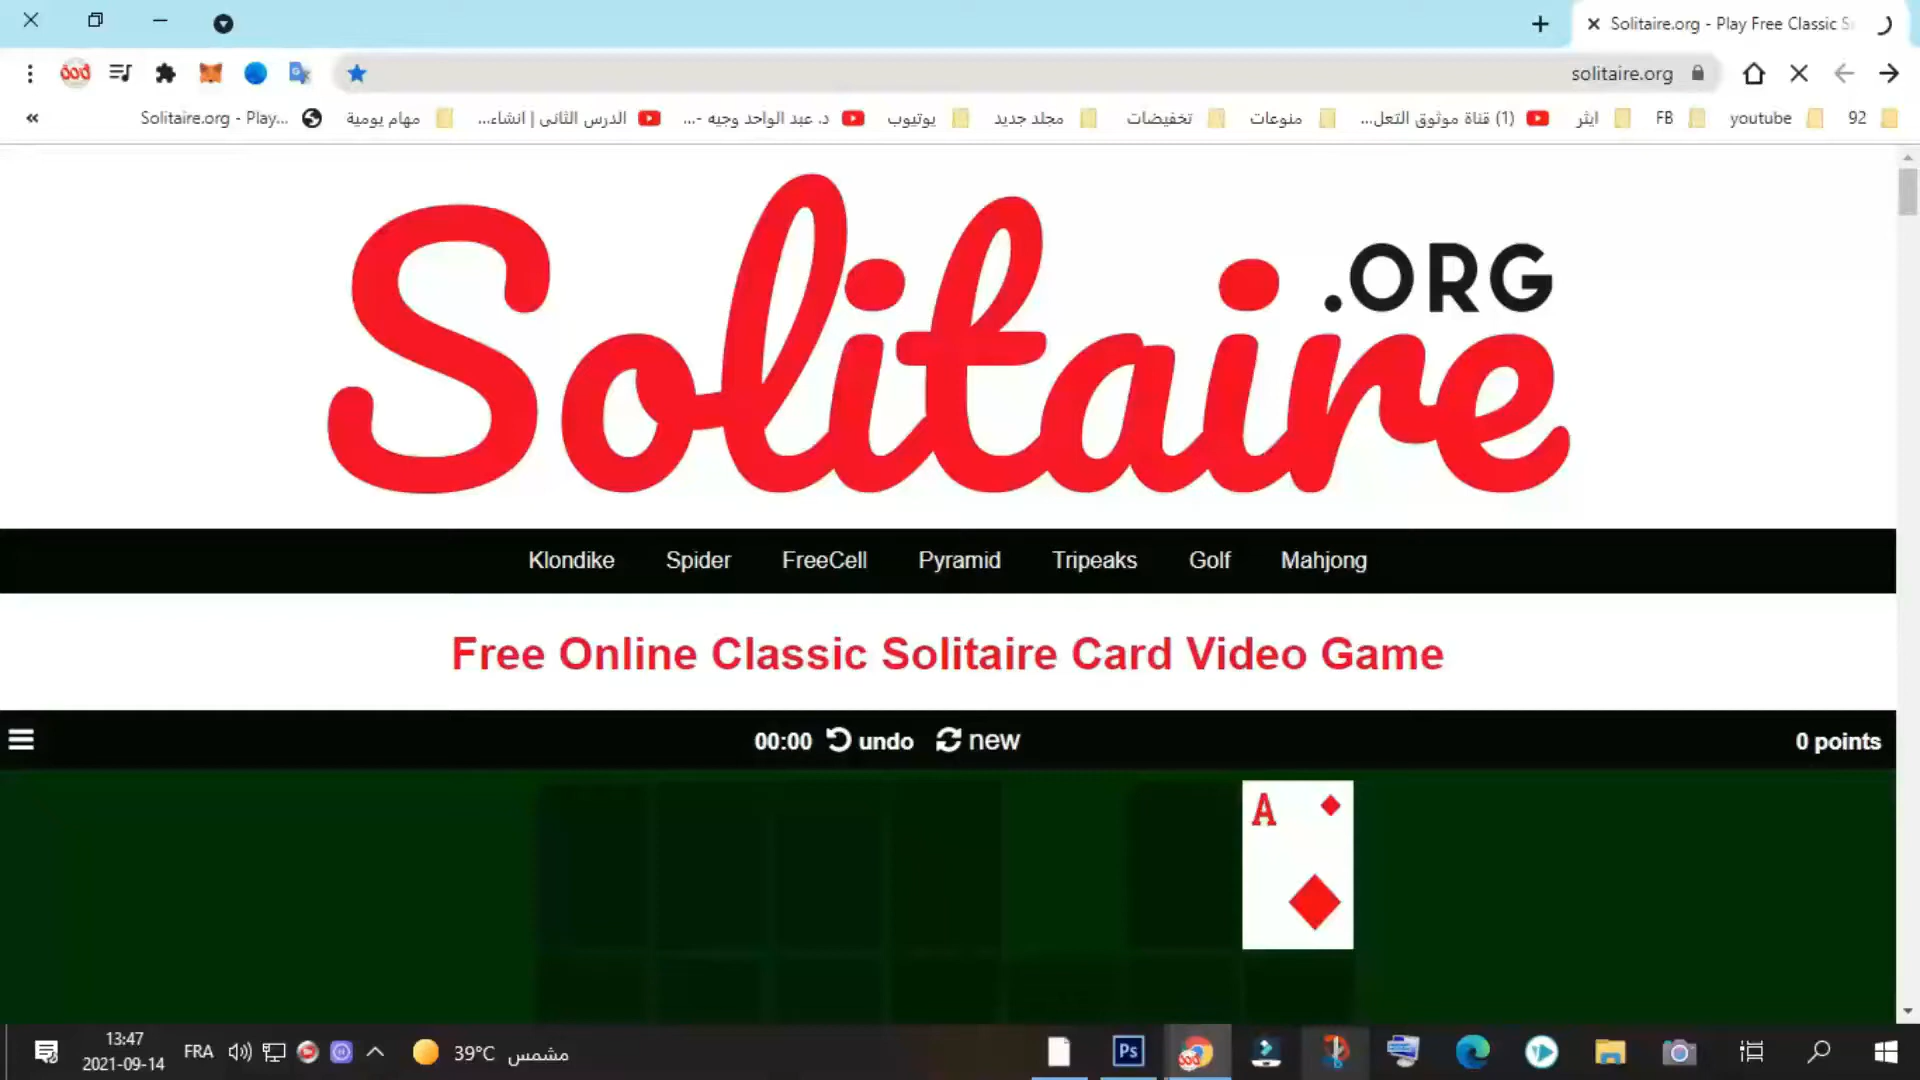 Solitaire.org - Play Free Classic S
solitaire.org
Solitaire.org - Play...
مهام يومية
الدرس الثانى | انشاء...
د. عبد الواحد وجيه -...
يوتيوب
مجلد جديد
تخفيضات
منوعات
(1) قناة موثوق التعل...
ايثر
FB
youtube
92
Solitaire
.ORG
Klondike Spider FreeCell Pyramid Tripeaks Golf Mahjong
Free Online Classic Solitaire Card Video Game
00:00 undo new 0 points
A
13:47
2021-09-14
FRA
39°C مشمس
Ps